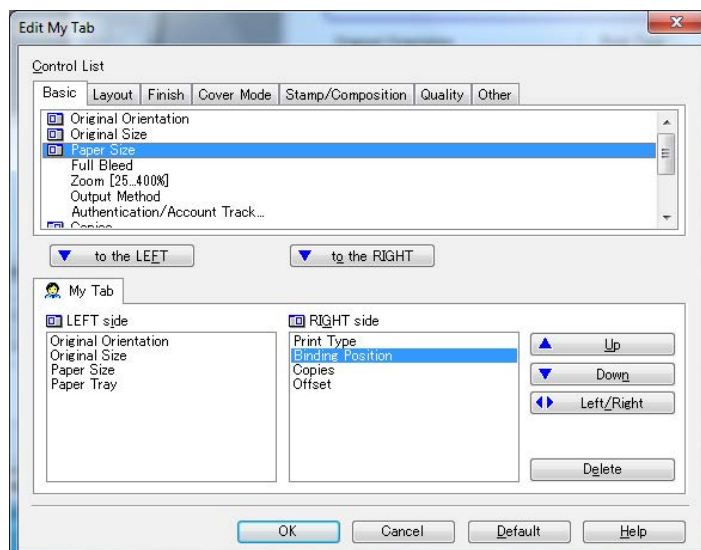 Edit My Tab
Control List
Basic Layout Finish Cover Mode Stamp/Composition Quality Other
Original Orientation
Original Size
Paper Size
Full Bleed
Zoom [25...400%]
Output Method
Authentication/Account Track...
Copies
to the LEFT to the RIGHT
My Tab
LEFT side
Original Orientation
Original Size
Paper Size
Paper Tray
RIGHT side
Print Type
Binding Position
Copies
Offset
Up
Down
Left/Right
Delete
OK Cancel Default Help